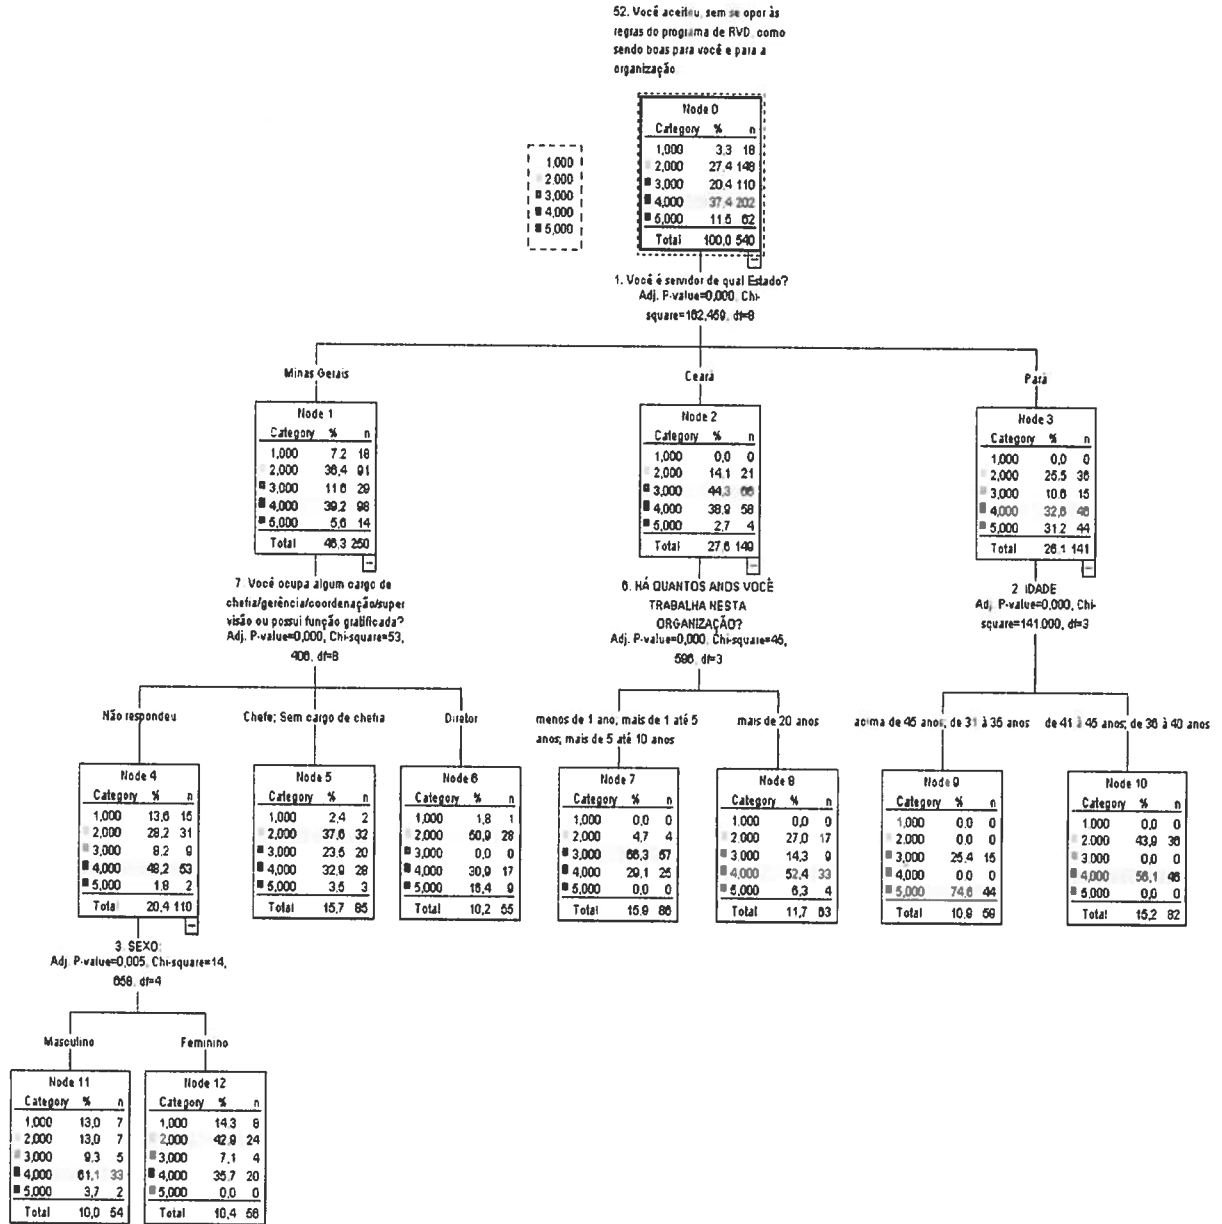 52. Você aceitou, sem se opor às
regras do programa de RVD, como
sendo boas para você e para a
organização
Node 0
Category % n
1,000 3,3 18
2,000 27,4 148
3,000 20,4 110
4,000 37,4 202
5,000 11,5 62
Total 100,0 540
1,000
2,000
3,000
4,000
5,000
1. Você é servidor de qual Estado?
Adj. P-value=0,000, Chi-
square=162,459, df=8
Minas Gerais
Ceará
Pará
Node 1
Category % n
1,000 7,2 18
2,000 36,4 91
3,000 11,6 29
4,000 39,2 98
5,000 5,6 14
Total 46,3 250
Node 2
Category % n
1,000 0,0 0
2,000 14,1 21
3,000 44,3 66
4,000 38,9 58
5,000 2,7 4
Total 27,6 149
Node 3
Category % n
1,000 0,0 0
2,000 25,5 36
3,000 10,6 15
4,000 32,6 46
5,000 31,2 44
Total 26,1 141
7. Você ocupa algum cargo de
chefia/gerência/coordenação/super
visão ou possui função gratificada?
Adj. P-value=0,000, Chi-square=53,
406, df=8
6. HÁ QUANTOS ANOS VOCÊ
TRABALHA NESTA
ORGANIZAÇÃO?
Adj. P-value=0,000, Chi-square=45,
596, df=3
2. IDADE
Adj. P-value=0,000, Chi-
square=141,000, df=3
Não respondeu
Chefe; Sem cargo de chefia
Diretor
menos de 1 ano; mais de 1 até 5
anos; mais de 5 até 10 anos
mais de 20 anos
acima de 45 anos; de 31 à 35 anos
de 41 à 45 anos; de 36 à 40 anos
Node 4
Category % n
1,000 13,6 15
2,000 28,2 31
3,000 8,2 9
4,000 48,2 53
5,000 1,8 2
Total 20,4 110
Node 5
Category % n
1,000 2,4 2
2,000 37,6 32
3,000 23,5 20
4,000 32,9 28
5,000 3,5 3
Total 15,7 85
Node 6
Category % n
1,000 1,8 1
2,000 50,9 28
3,000 0,0 0
4,000 30,9 17
5,000 16,4 9
Total 10,2 55
Node 7
Category % n
1,000 0,0 0
2,000 4,7 4
3,000 66,3 57
4,000 29,1 25
5,000 0,0 0
Total 15,9 86
Node 8
Category % n
1,000 0,0 0
2,000 27,0 17
3,000 14,3 9
4,000 52,4 33
5,000 6,3 4
Total 11,7 63
Node 9
Category % n
1,000 0,0 0
2,000 0,0 0
3,000 25,4 15
4,000 0,0 0
5,000 74,6 44
Total 10,9 59
Node 10
Category % n
1,000 0,0 0
2,000 43,9 36
3,000 0,0 0
4,000 56,1 46
5,000 0,0 0
Total 15,2 82
3. SEXO:
Adj. P-value=0,005, Chi-square=14,
658, df=4
Masculino
Feminino
Node 11
Category % n
1,000 13,0 7
2,000 13,0 7
3,000 9,3 5
4,000 61,1 33
5,000 3,7 2
Total 10,0 54
Node 12
Category % n
1,000 14,3 8
2,000 42,9 24
3,000 7,1 4
4,000 35,7 20
5,000 0,0 0
Total 10,4 56